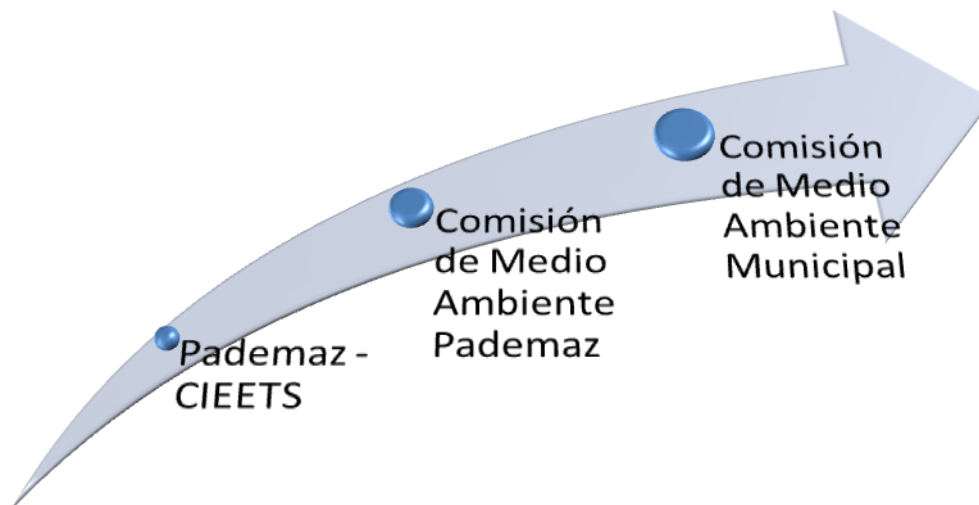 Pademaz -
CIEETS
Comisión
de Medio
Ambiente
Pademaz
Comisión
de Medio
Ambiente
Municipal